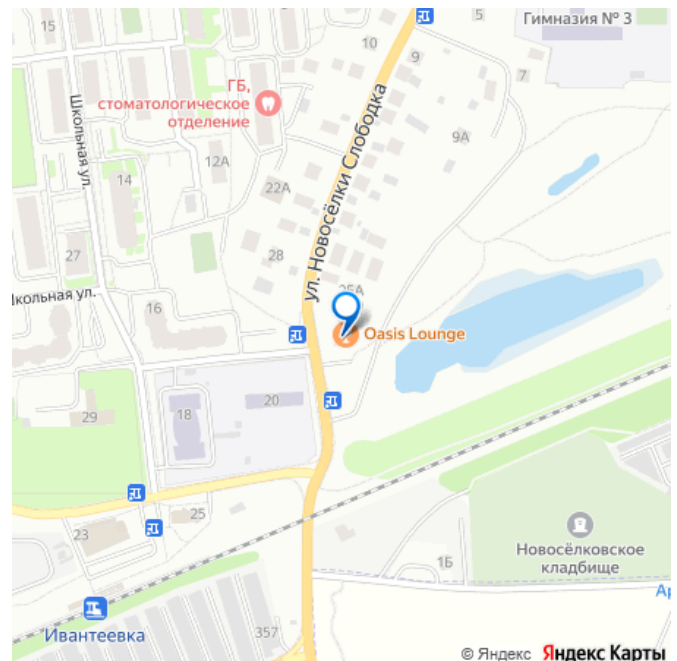 15
10
5
Гимназия № 3
9
7
ГБ,
стоматологическое
отделение
Школьная ул.
12А
9А
14
22А
ул. Новосёлки Слободка
27
28
25А
Школьная ул.
16
Oasis Lounge
29
18
20
23
25
1Б
Новосёлковское
кладбище
Ар
Ивантеевка
357
© Яндекс Яндекс Карты